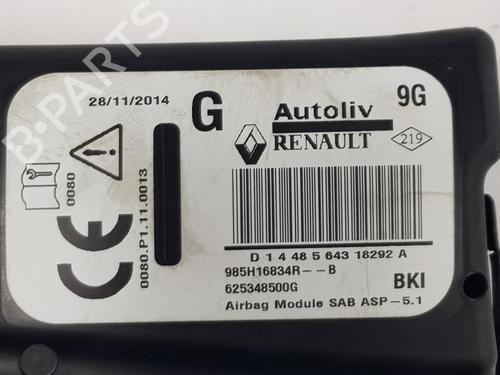 28/11/2014
G
Autoliv
9G
RENAULT
219
0080
0080.P1.11.0013
CE
D 1 4 48 5 643 18292 A
985H16834R--B
625348500G
BKI
Airbag Module SAB ASP-5.1
B-PARTS